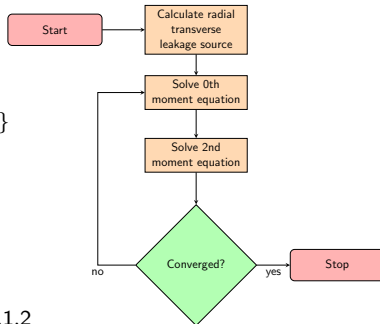 Start
Calculate radial
transverse
leakage source
Solve 0th
moment equation
}
Solve 2nd
moment equation
Converged?
no
yes
Stop
1.2